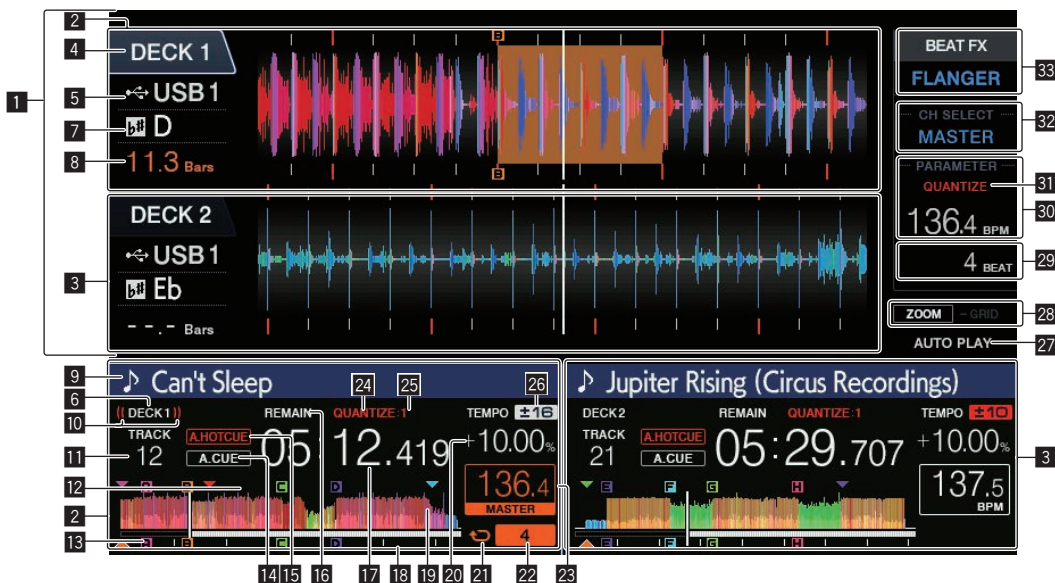 2
DECK 1
B
BEAT FX
FLANGER
33
4
5
USB 1
1
7
b# D
CH SELECT
MASTER
32
8
11.3 Bars
B
PARAMETER
QUANTIZE
31
136.4 BPM
30
DECK 2
USB 1
4 BEAT
29
3
b# Eb
ZOOM - GRID
28
--.- Bars
AUTO PLAY
27
9
♪ Can't Sleep
24
25
26
♪ Jupiter Rising (Circus Recordings)
6
(( DECK1 ))
REMAIN
QUANTIZE:1
TEMPO ±16
DECK2
REMAIN
QUANTIZE:1
TEMPO ±10
10
TRACK
12
A.HOTCUE
A.CUE
05:12.419
+10.00%
TRACK
21
A.HOTCUE
A.CUE
05:29.707
+10.00%
11
3
12
B
C
D
136.4
MASTER
E
F
G
H
137.5
BPM
2
13
B
C
D
4
E
F
G
H
14
15
16
17
18
19
20
21
22
23